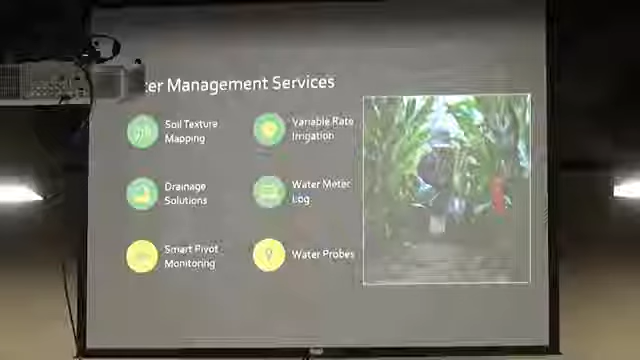 ter Management Services
Soil Texture
Mapping
Variable Rate
Irrigation
Drainage
Solutions
Water Meter
Log
Smart Pivot
Monitoring
Water Probes